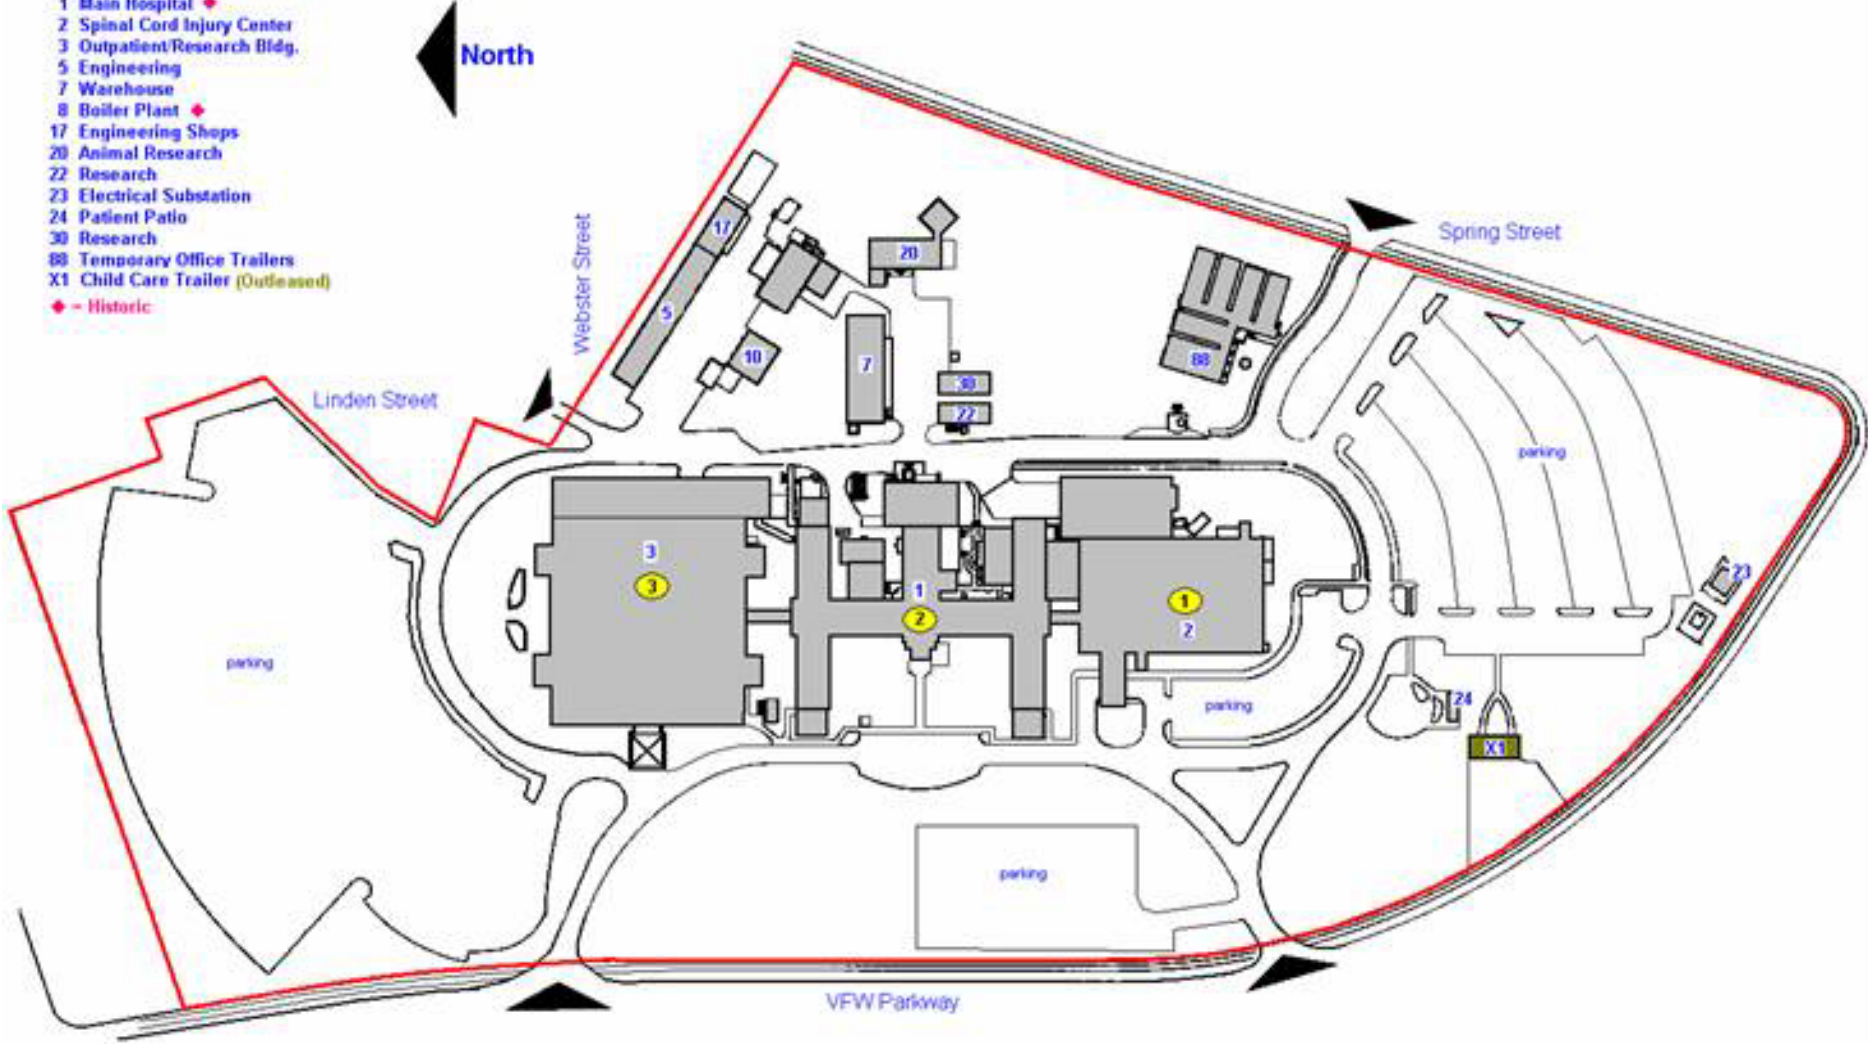 1 Main Hospital ♦
2 Spinal Cord Injury Center
3 Outpatient/Research Bldg.
5 Engineering
7 Warehouse
8 Boiler Plant ♦
17 Engineering Shops
20 Animal Research
22 Research
23 Electrical Substation
24 Patient Patio
30 Research
88 Temporary Office Trailers
X1 Child Care Trailer (Outleased)
♦ - Historic
North
Spring Street
Webster Street
Linden Street
17
20
5
10
7
88
30
22
parking
3
3
1
2
1
2
23
parking
parking
24
X1
parking
VFW Parkway